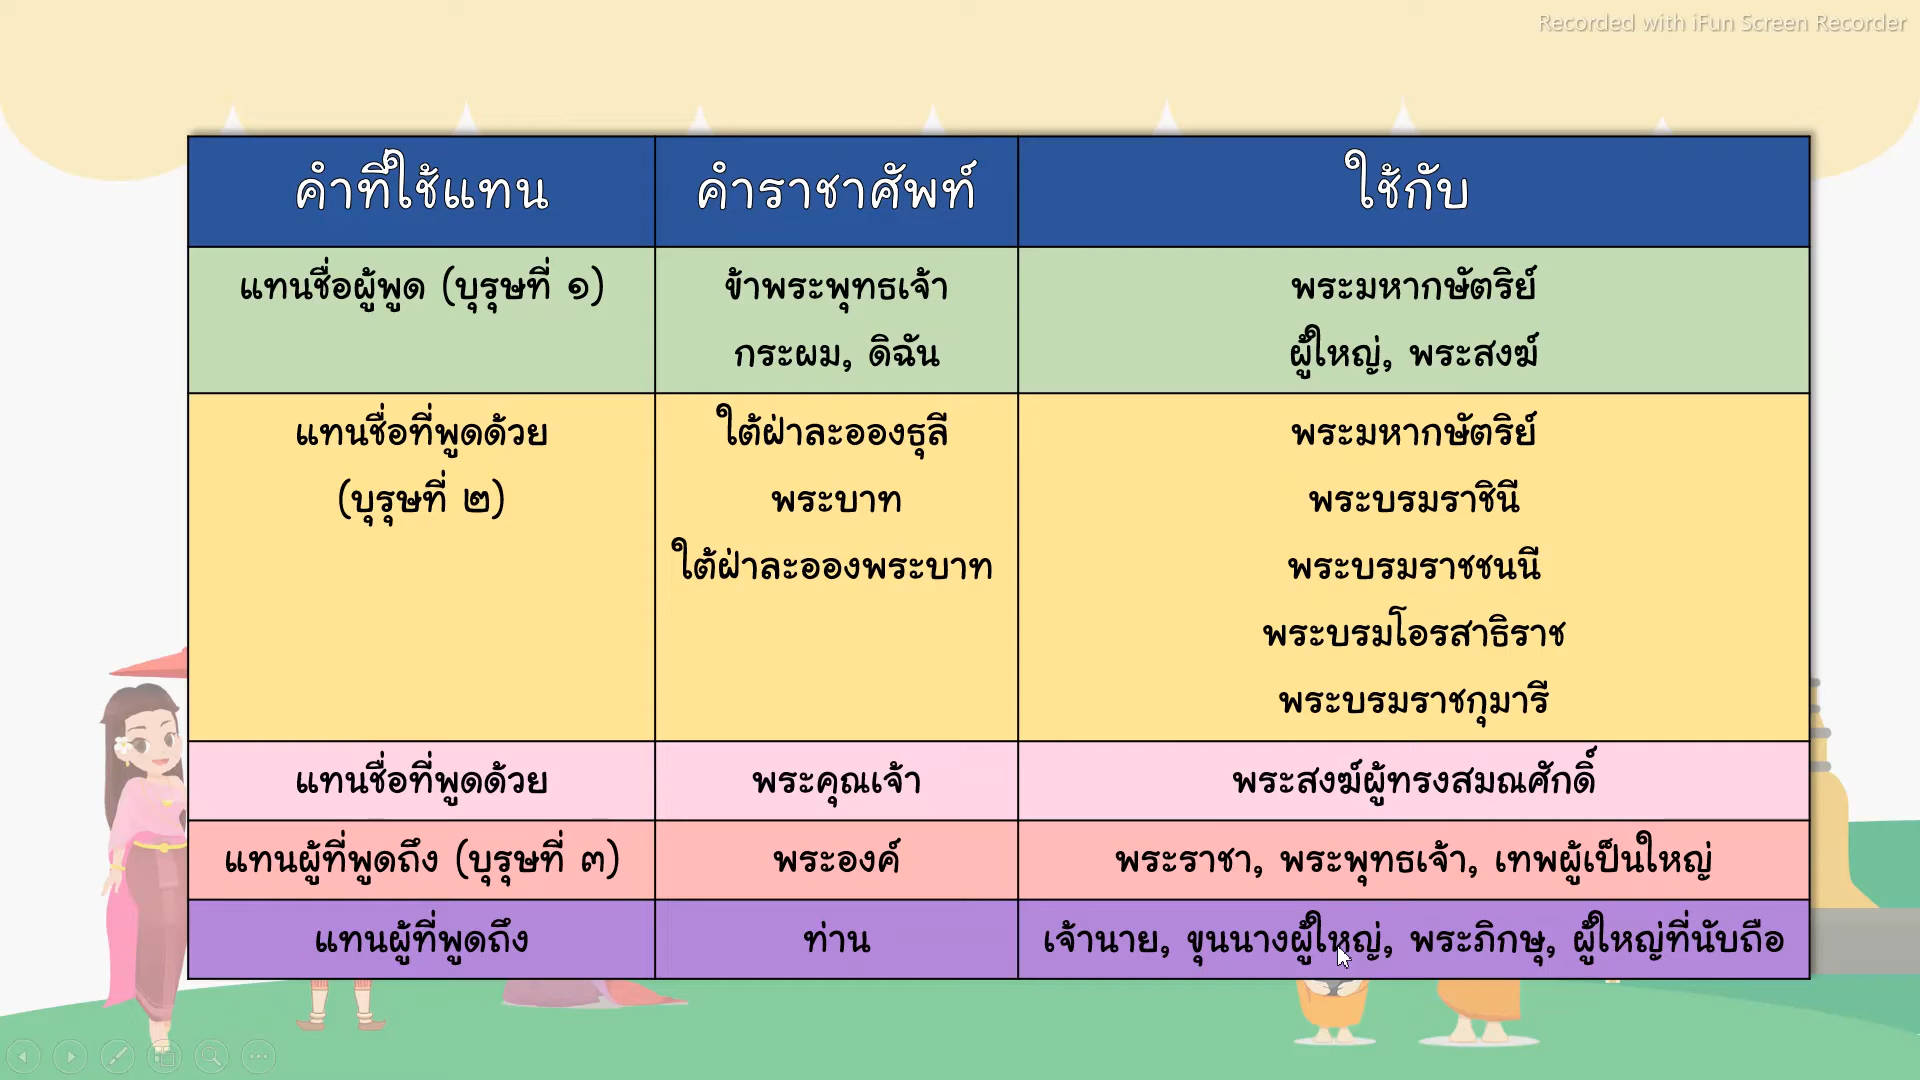 Recorded with iFun Screen Recorder
คำที่ใช้แทน คำราชาศัพท์ ใช้กับ
แทนชื่อผู้พูด (บุรุษที่ ๑) ข้าพระพุทธเจ้า พระมหากษัตริย์
กระผม, ดิฉัน ผู้ใหญ่, พระสงฆ์
แทนชื่อที่พูดด้วย ใต้ฝ่าละอองธุลี พระมหากษัตริย์
(บุรุษที่ ๒) พระบาท พระบรมราชินี
ใต้ฝ่าละอองพระบาท พระบรมราชชนนี
พระบรมโอรสาธิราช
พระบรมราชกุมารี
แทนชื่อที่พูดด้วย พระคุณเจ้า พระสงฆ์ผู้ทรงสมณศักดิ์
แทนผู้ที่พูดถึง (บุรุษที่ ๓) พระองค์ พระราชา, พระพุทธเจ้า, เทพผู้เป็นใหญ่
แทนผู้ที่พูดถึง ท่าน เจ้านาย, ขุนนางผู้ใหญ่, พระภิกษุ, ผู้ใหญ่ที่นับถือ